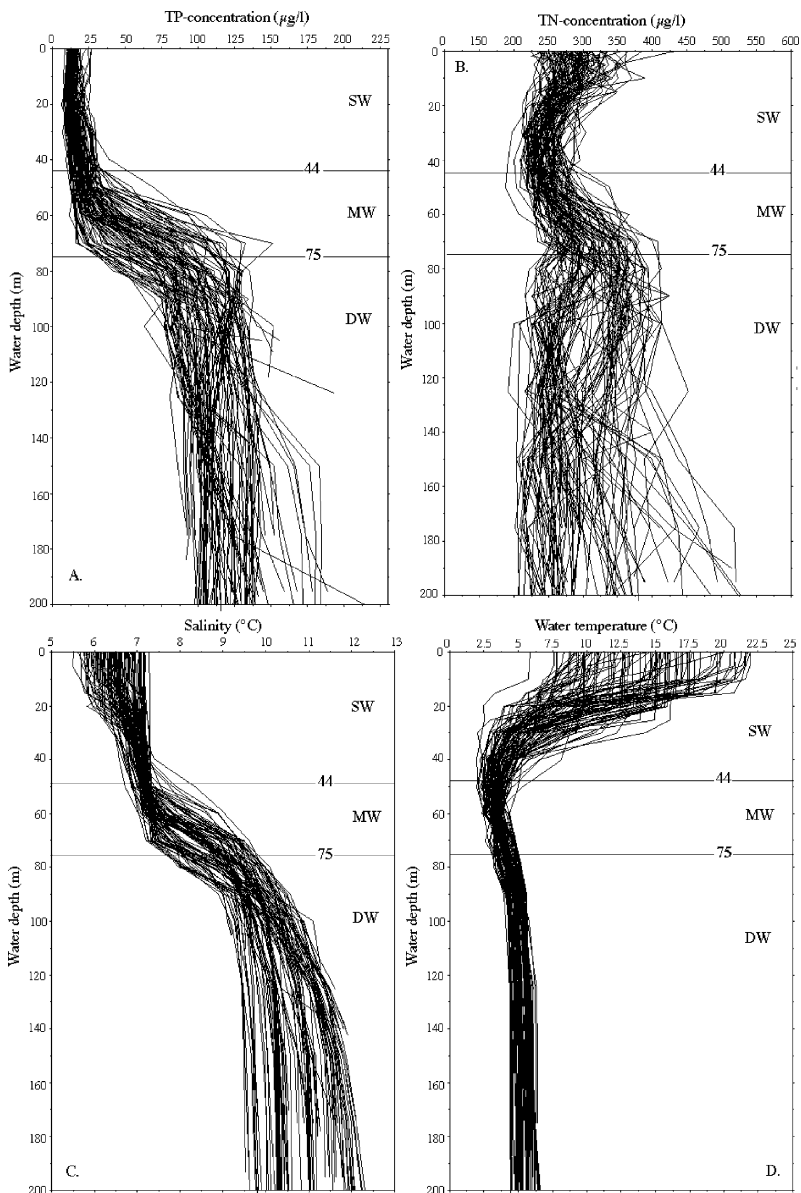 TP-concentration (µg/l)
0 25 50 75 100 125 150 175 200 225
0
20
40
60
80
100
120
140
160
180
200
Water depth (m)
SW
44
MW
75
DW
A.
TN-concentration (µg/l)
100 150 200 250 300 350 400 450 500 550 600
0
20
40
60
80
100
120
140
160
180
200
Water depth (m)
B.
SW
44
MW
75
DW
Salinity (°C)
5 6 7 8 9 10 11 12 13
0
20
40
60
80
100
120
140
160
180
200
Water depth (m)
SW
44
MW
75
DW
C.
Water temperature (°C)
0 2.5 5 7.5 10 12.5 15 17.5 20 22.5 25
0
20
40
60
80
100
120
140
160
180
200
Water depth (m)
SW
44
MW
75
DW
D.